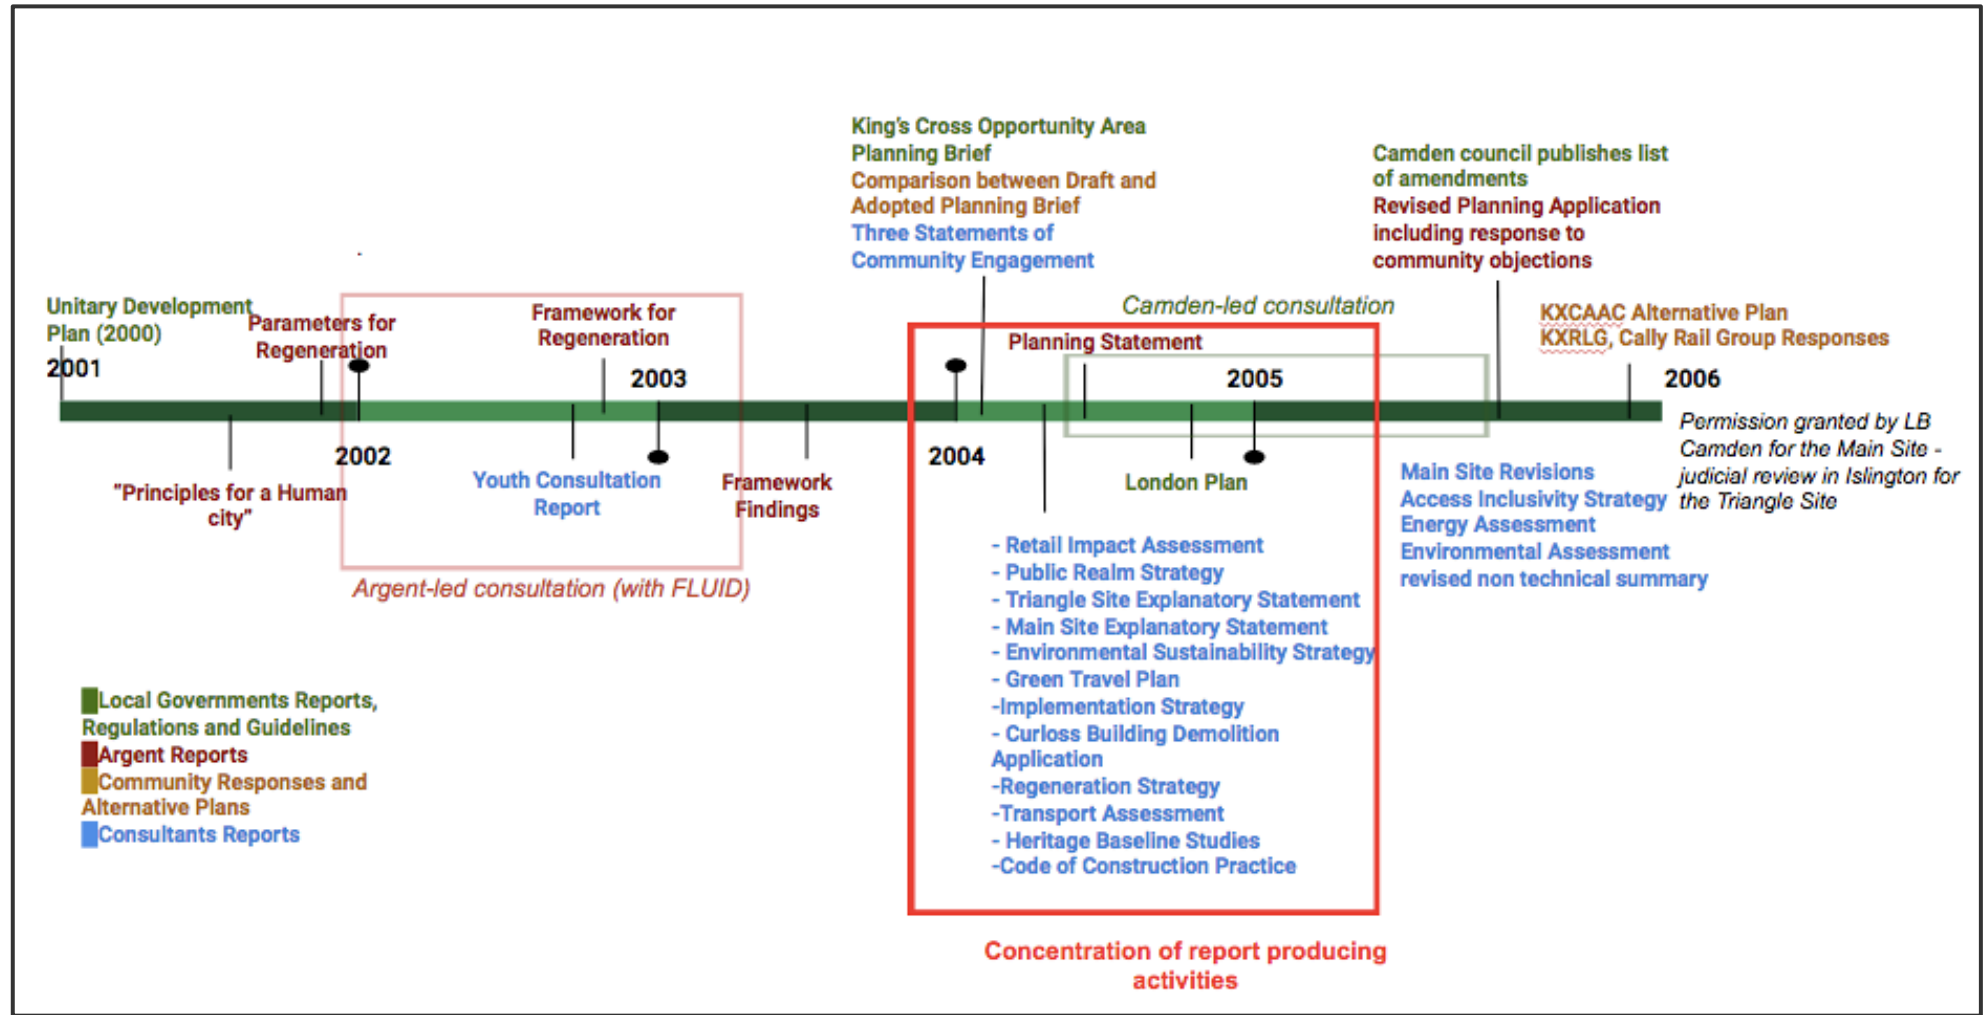 King's Cross Opportunity Area
Planning Brief
Comparison between Draft and
Adopted Planning Brief
Three Statements of
Community Engagement
Camden council publishes list
of amendments
Revised Planning Application
including response to
community objections
Unitary Development
Plan (2000)
2001
Parameters for
Regeneration
Framework for
Regeneration
2003
Camden-led consultation
Planning Statement
2005
KXCAAC Alternative Plan
KXRLG, Cally Rail Group Responses
2006
Permission granted by LB
Camden for the Main Site -
judicial review in Islington for
the Triangle Site
2002
"Principles for a Human
city"
Youth Consultation
Report
Framework
Findings
2004
London Plan
Main Site Revisions
Access Inclusivity Strategy
Energy Assessment
Environmental Assessment
revised non technical summary
Argent-led consultation (with FLUID)
- Retail Impact Assessment
- Public Realm Strategy
- Triangle Site Explanatory Statement
- Main Site Explanatory Statement
- Environmental Sustainability Strategy
- Green Travel Plan
-Implementation Strategy
- Curloss Building Demolition
Application
-Regeneration Strategy
-Transport Assessment
- Heritage Baseline Studies
-Code of Construction Practice
Local Governments Reports,
Regulations and Guidelines
Argent Reports
Community Responses and
Alternative Plans
Consultants Reports
Concentration of report producing
activities